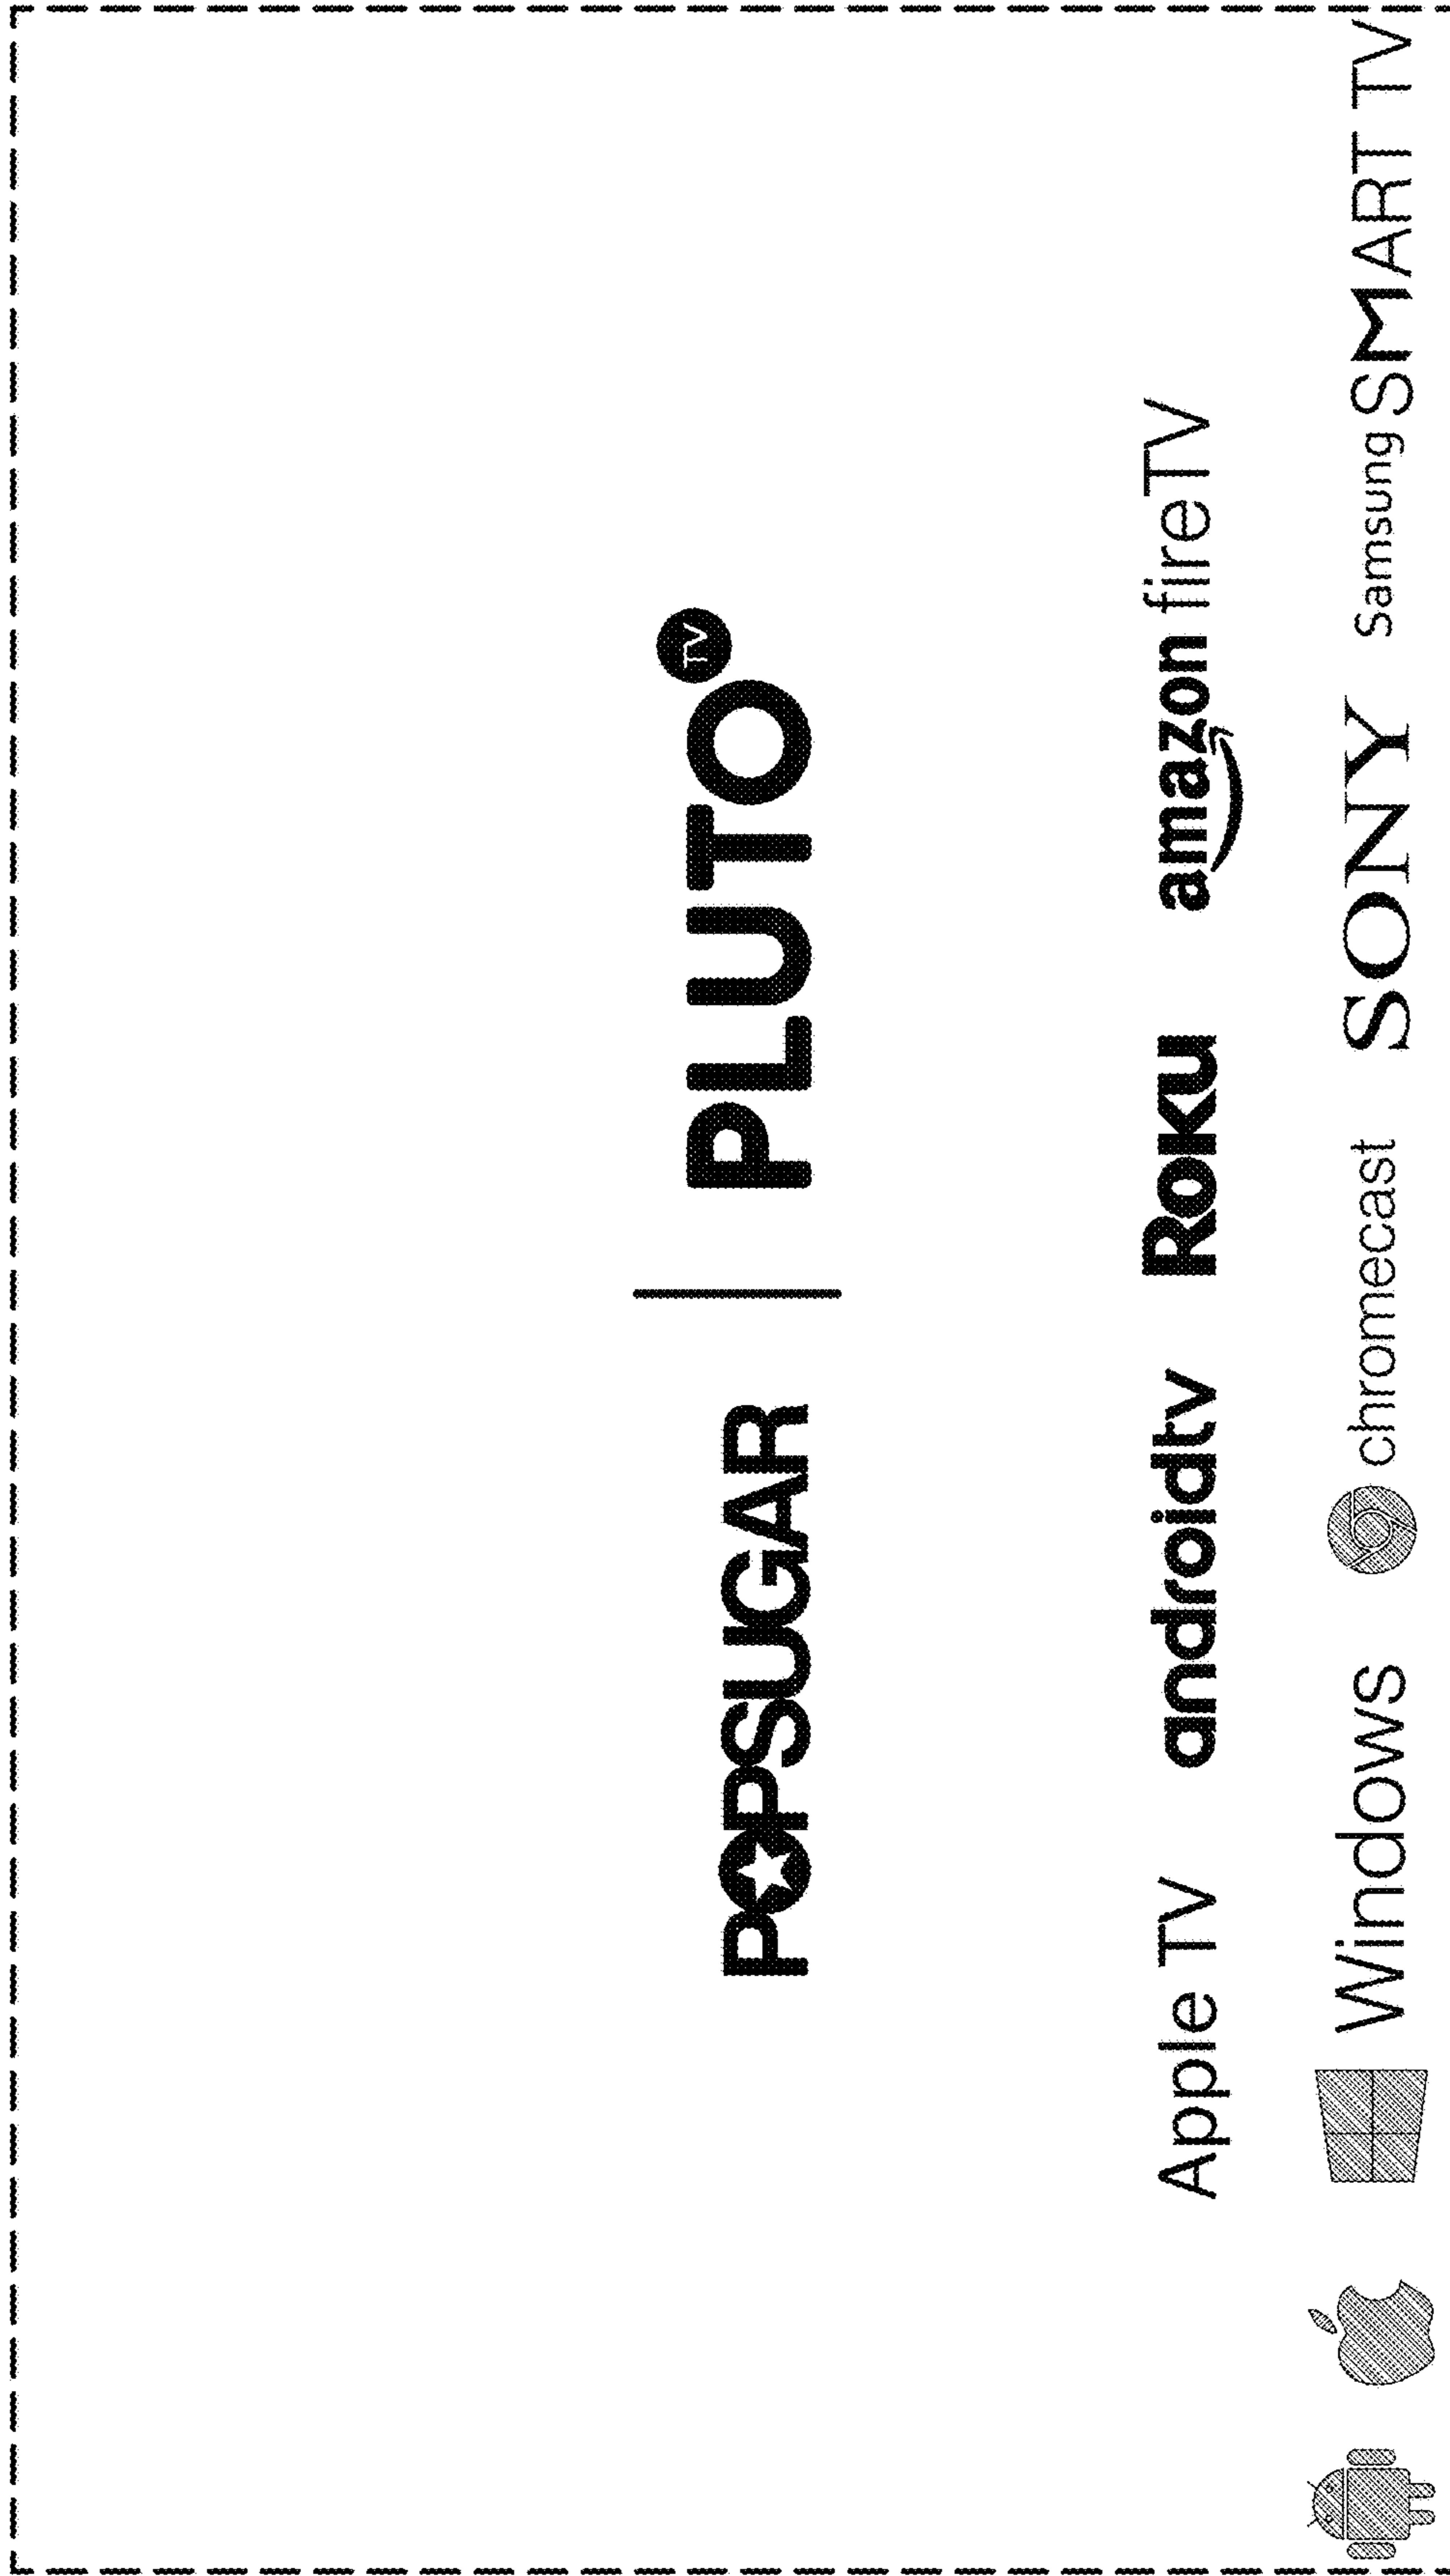 POPSUGAR | PLUTO TV
Apple TV androidtv Roku amazon fireTV
Windows chromecast SONY Samsung SMART TV